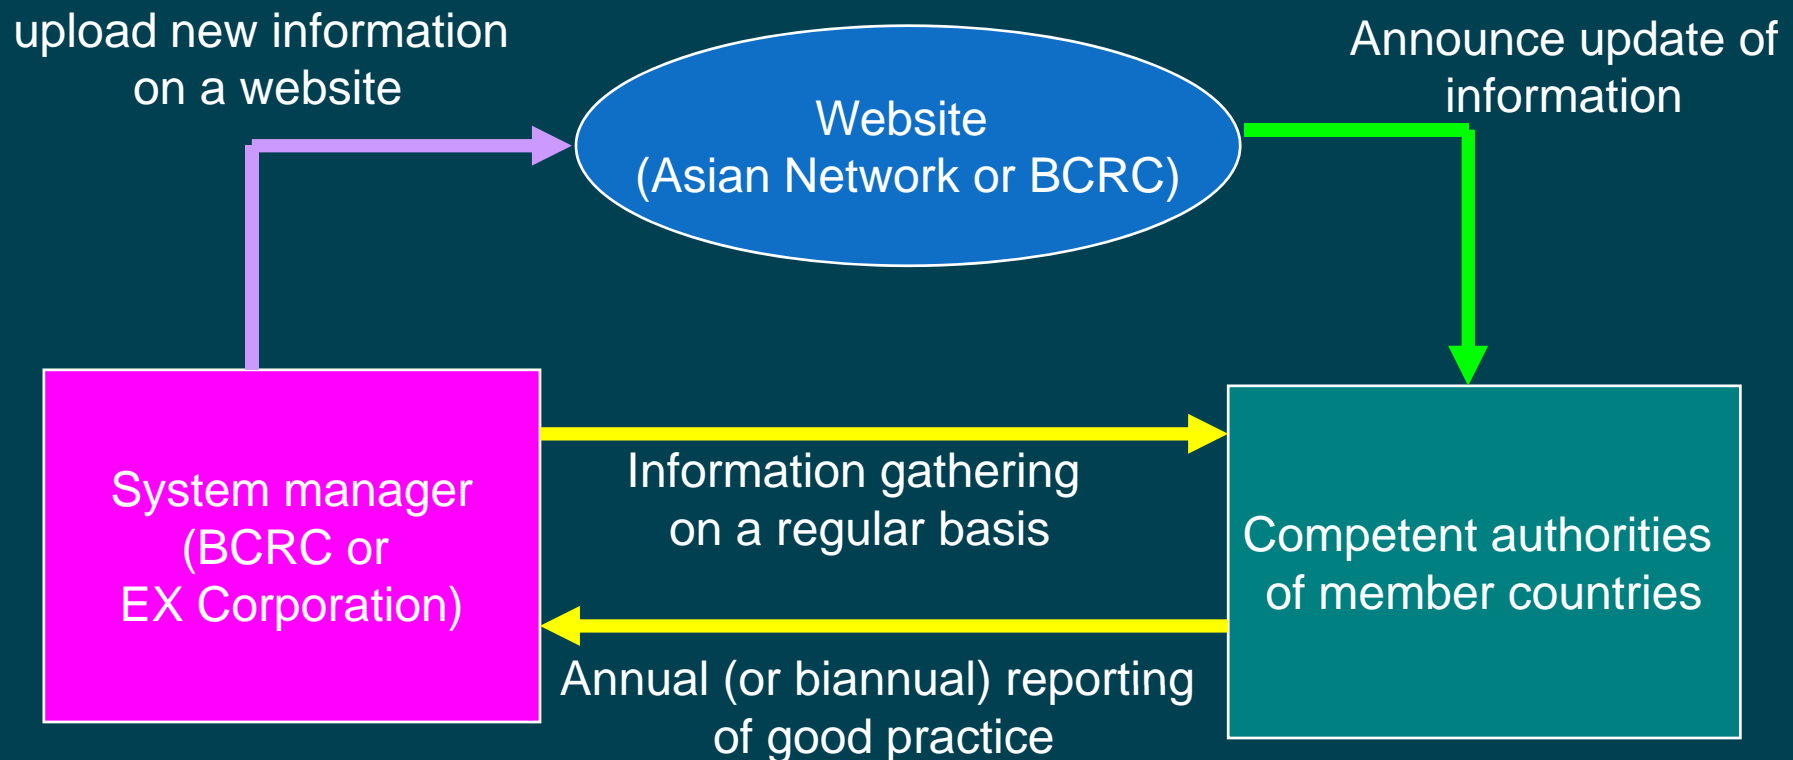 upload new information
on a website
Website
(Asian Network or BCRC)
Announce update of
information
System manager
(BCRC or
EX Corporation)
Information gathering
on a regular basis
Competent authorities
of member countries
Annual (or biannual) reporting
of good practice